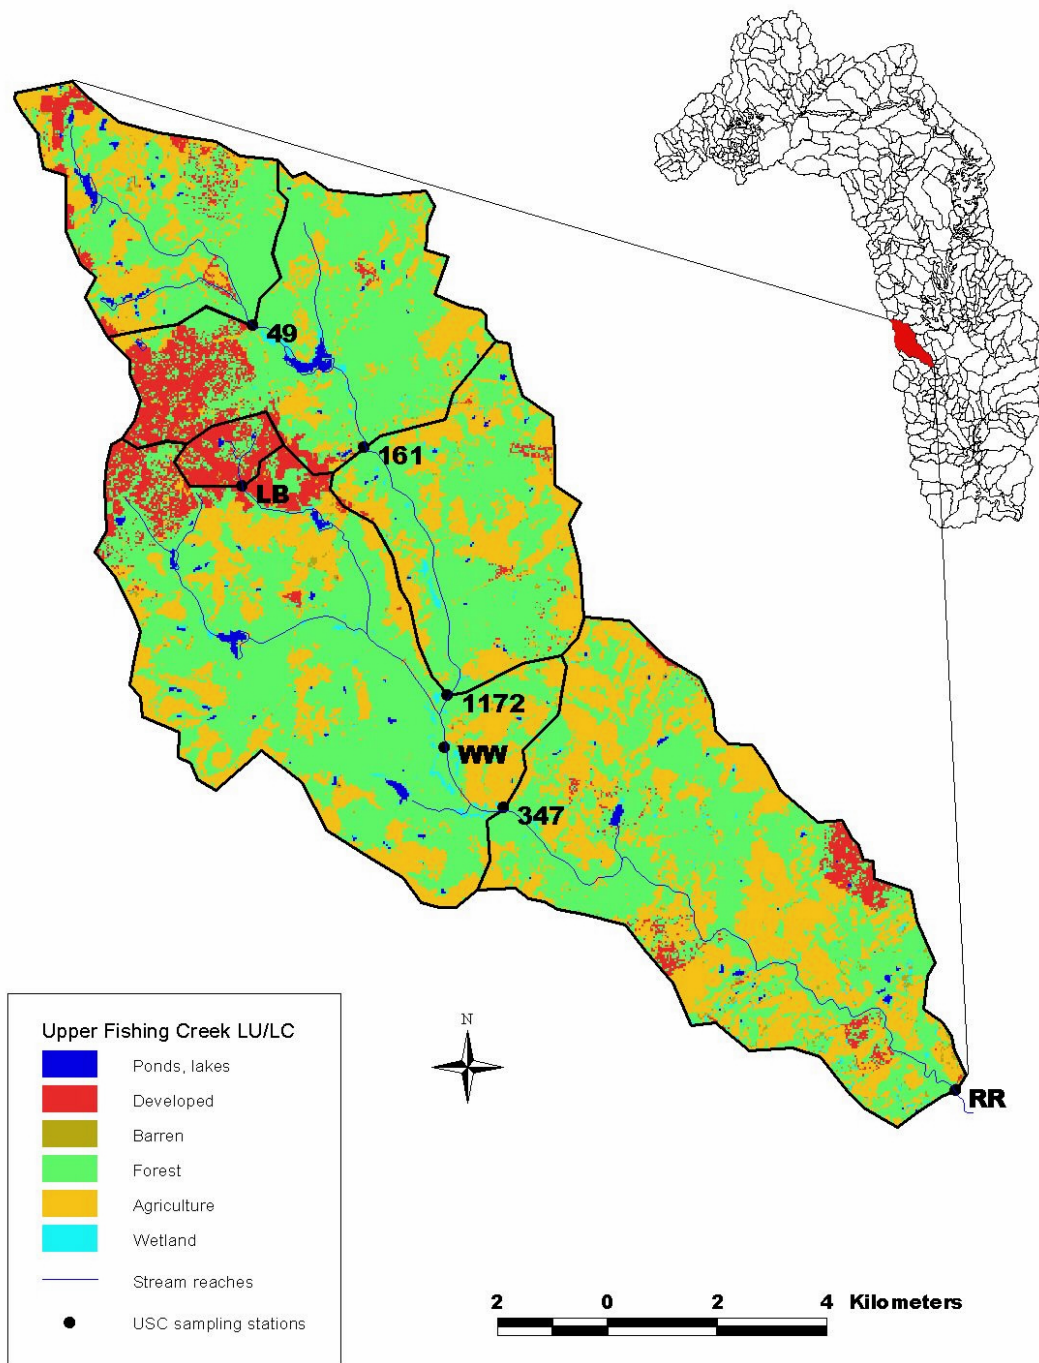 49
161
LB
1172
WW
347
RR
N
Upper Fishing Creek LU/LC
Ponds, lakes
Developed
Barren
Forest
Agriculture
Wetland
Stream reaches
USC sampling stations
2 0 2 4 Kilometers